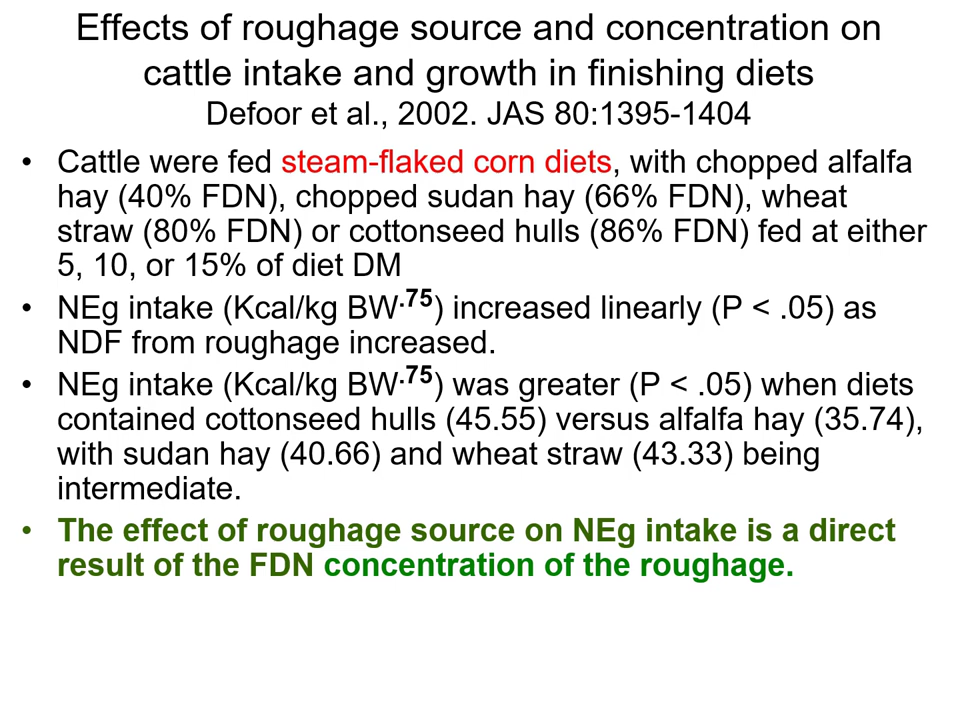 Effects of roughage source and concentration on
cattle intake and growth in finishing diets
Defoor et al., 2002. JAS 80:1395-1404
• Cattle were fed steam-flaked corn diets, with chopped alfalfa
hay (40% FDN), chopped sudan hay (66% FDN), wheat
straw (80% FDN) or cottonseed hulls (86% FDN) fed at either
5, 10, or 15% of diet DM
• NEg intake (Kcal/kg BW.75) increased linearly (P < .05) as
NDF from roughage increased.
• NEg intake (Kcal/kg BW.75) was greater (P < .05) when diets
contained cottonseed hulls (45.55) versus alfalfa hay (35.74),
with sudan hay (40.66) and wheat straw (43.33) being
intermediate.
• The effect of roughage source on NEg intake is a direct
result of the FDN concentration of the roughage.